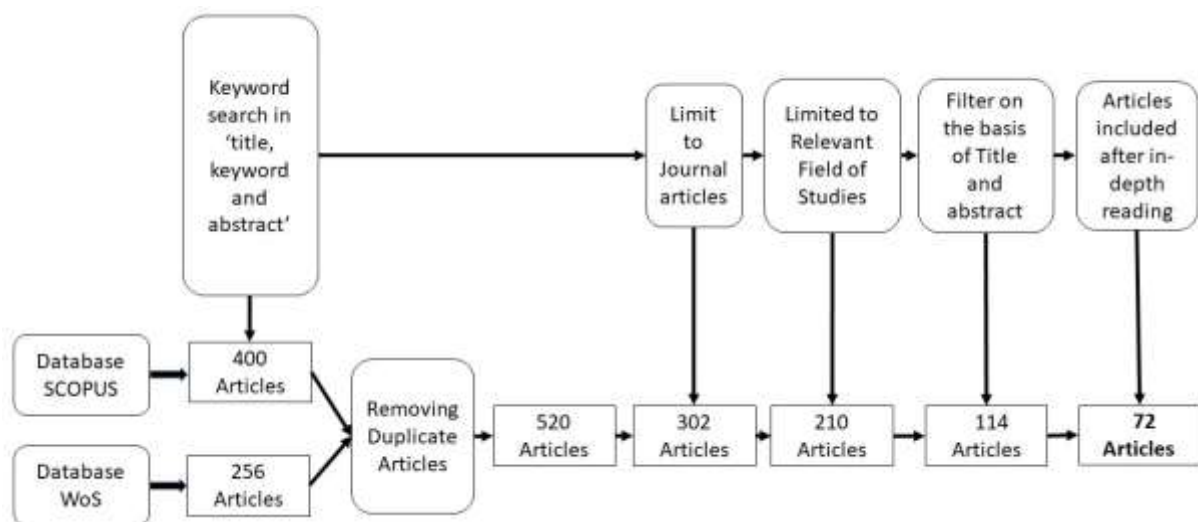 Keyword
search in
‘title,
keyword
and
abstract’
Limit
to
Journal
articles
Limited to
Relevant
Field of
Studies
Filter on
the basis
of Title
and
abstract
Articles
included
after in-
depth
reading
Database
SCOPUS
400
Articles
Database
WoS
256
Articles
Removing
Duplicate
Articles
520
Articles
302
Articles
210
Articles
114
Articles
72
Articles